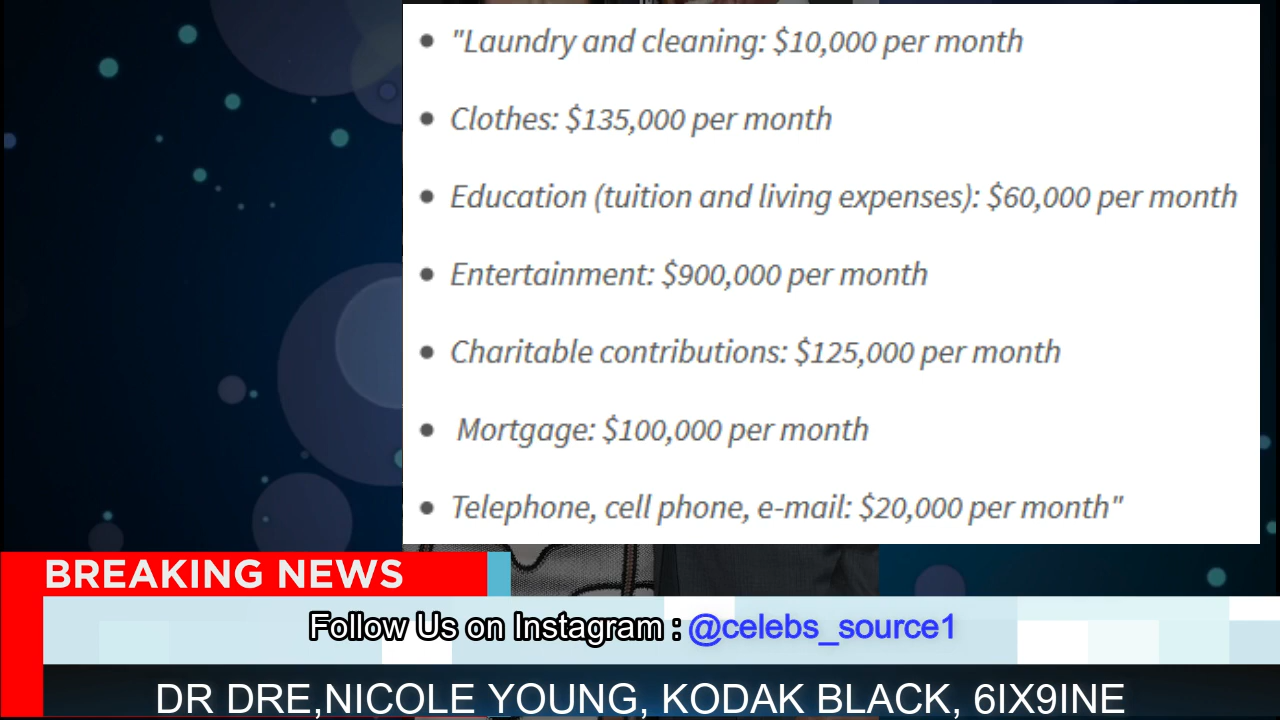 "Laundry and cleaning: $10,000 per month
Clothes: $135,000 per month
Education (tuition and living expenses): $60,000 per month
Entertainment: $900,000 per month
Charitable contributions: $125,000 per month
Mortgage: $100,000 per month
Telephone, cell phone, e-mail: $20,000 per month"
BREAKING NEWS
Follow Us on Instagram : @celebs_source1
DR DRE,NICOLE YOUNG, KODAK BLACK, 6IX9INE